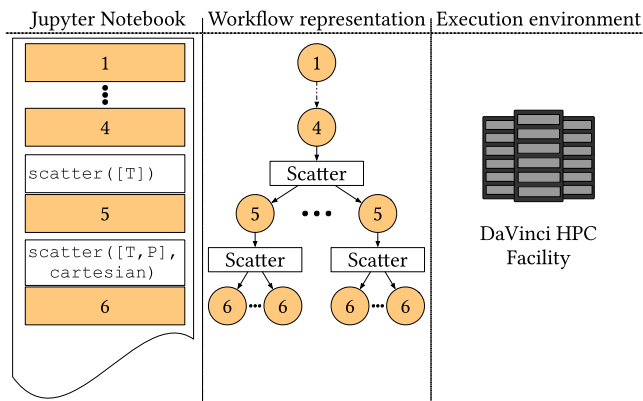 Jupyter Notebook
1
4
scatter([T])
5
scatter([T,P],
cartesian)
6
Workflow representation
1
4
Scatter
5 5
Scatter Scatter
6 6 6 6
Execution environment
DaVinci HPC
Facility